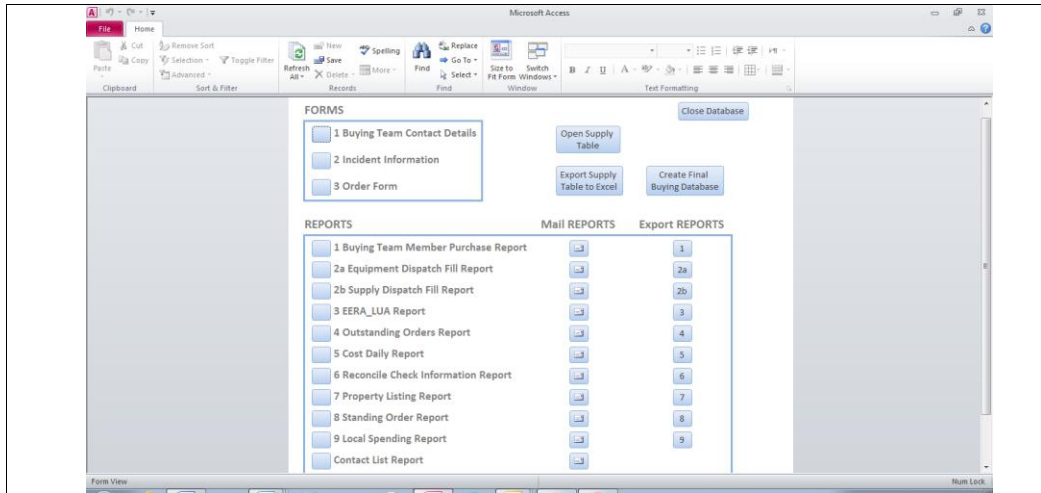 A
Microsoft Access
File Home
Paste
Cut
Copy
Clipboard
Remove Sort
Selection
Advanced
Toggle Filter
Sort & Filter
Refresh
All
New
Save
Delete
Spelling
More
Records
Find
Replace
Go To
Select
Find
Size to
Fit Form
Switch
Windows
Window
B I U A
Text Formatting
FORMS
Close Database
1 Buying Team Contact Details
2 Incident Information
3 Order Form
Open Supply
Table
Export Supply
Table to Excel
Create Final
Buying Database
REPORTS Mail REPORTS Export REPORTS
1 Buying Team Member Purchase Report 1
2a Equipment Dispatch Fill Report 2a
2b Supply Dispatch Fill Report 2b
3 EERA_LUA Report 3
4 Outstanding Orders Report 4
5 Cost Daily Report 5
6 Reconcile Check Information Report 6
7 Property Listing Report 7
8 Standing Order Report 8
9 Local Spending Report 9
Contact List Report
Form View Num Lock